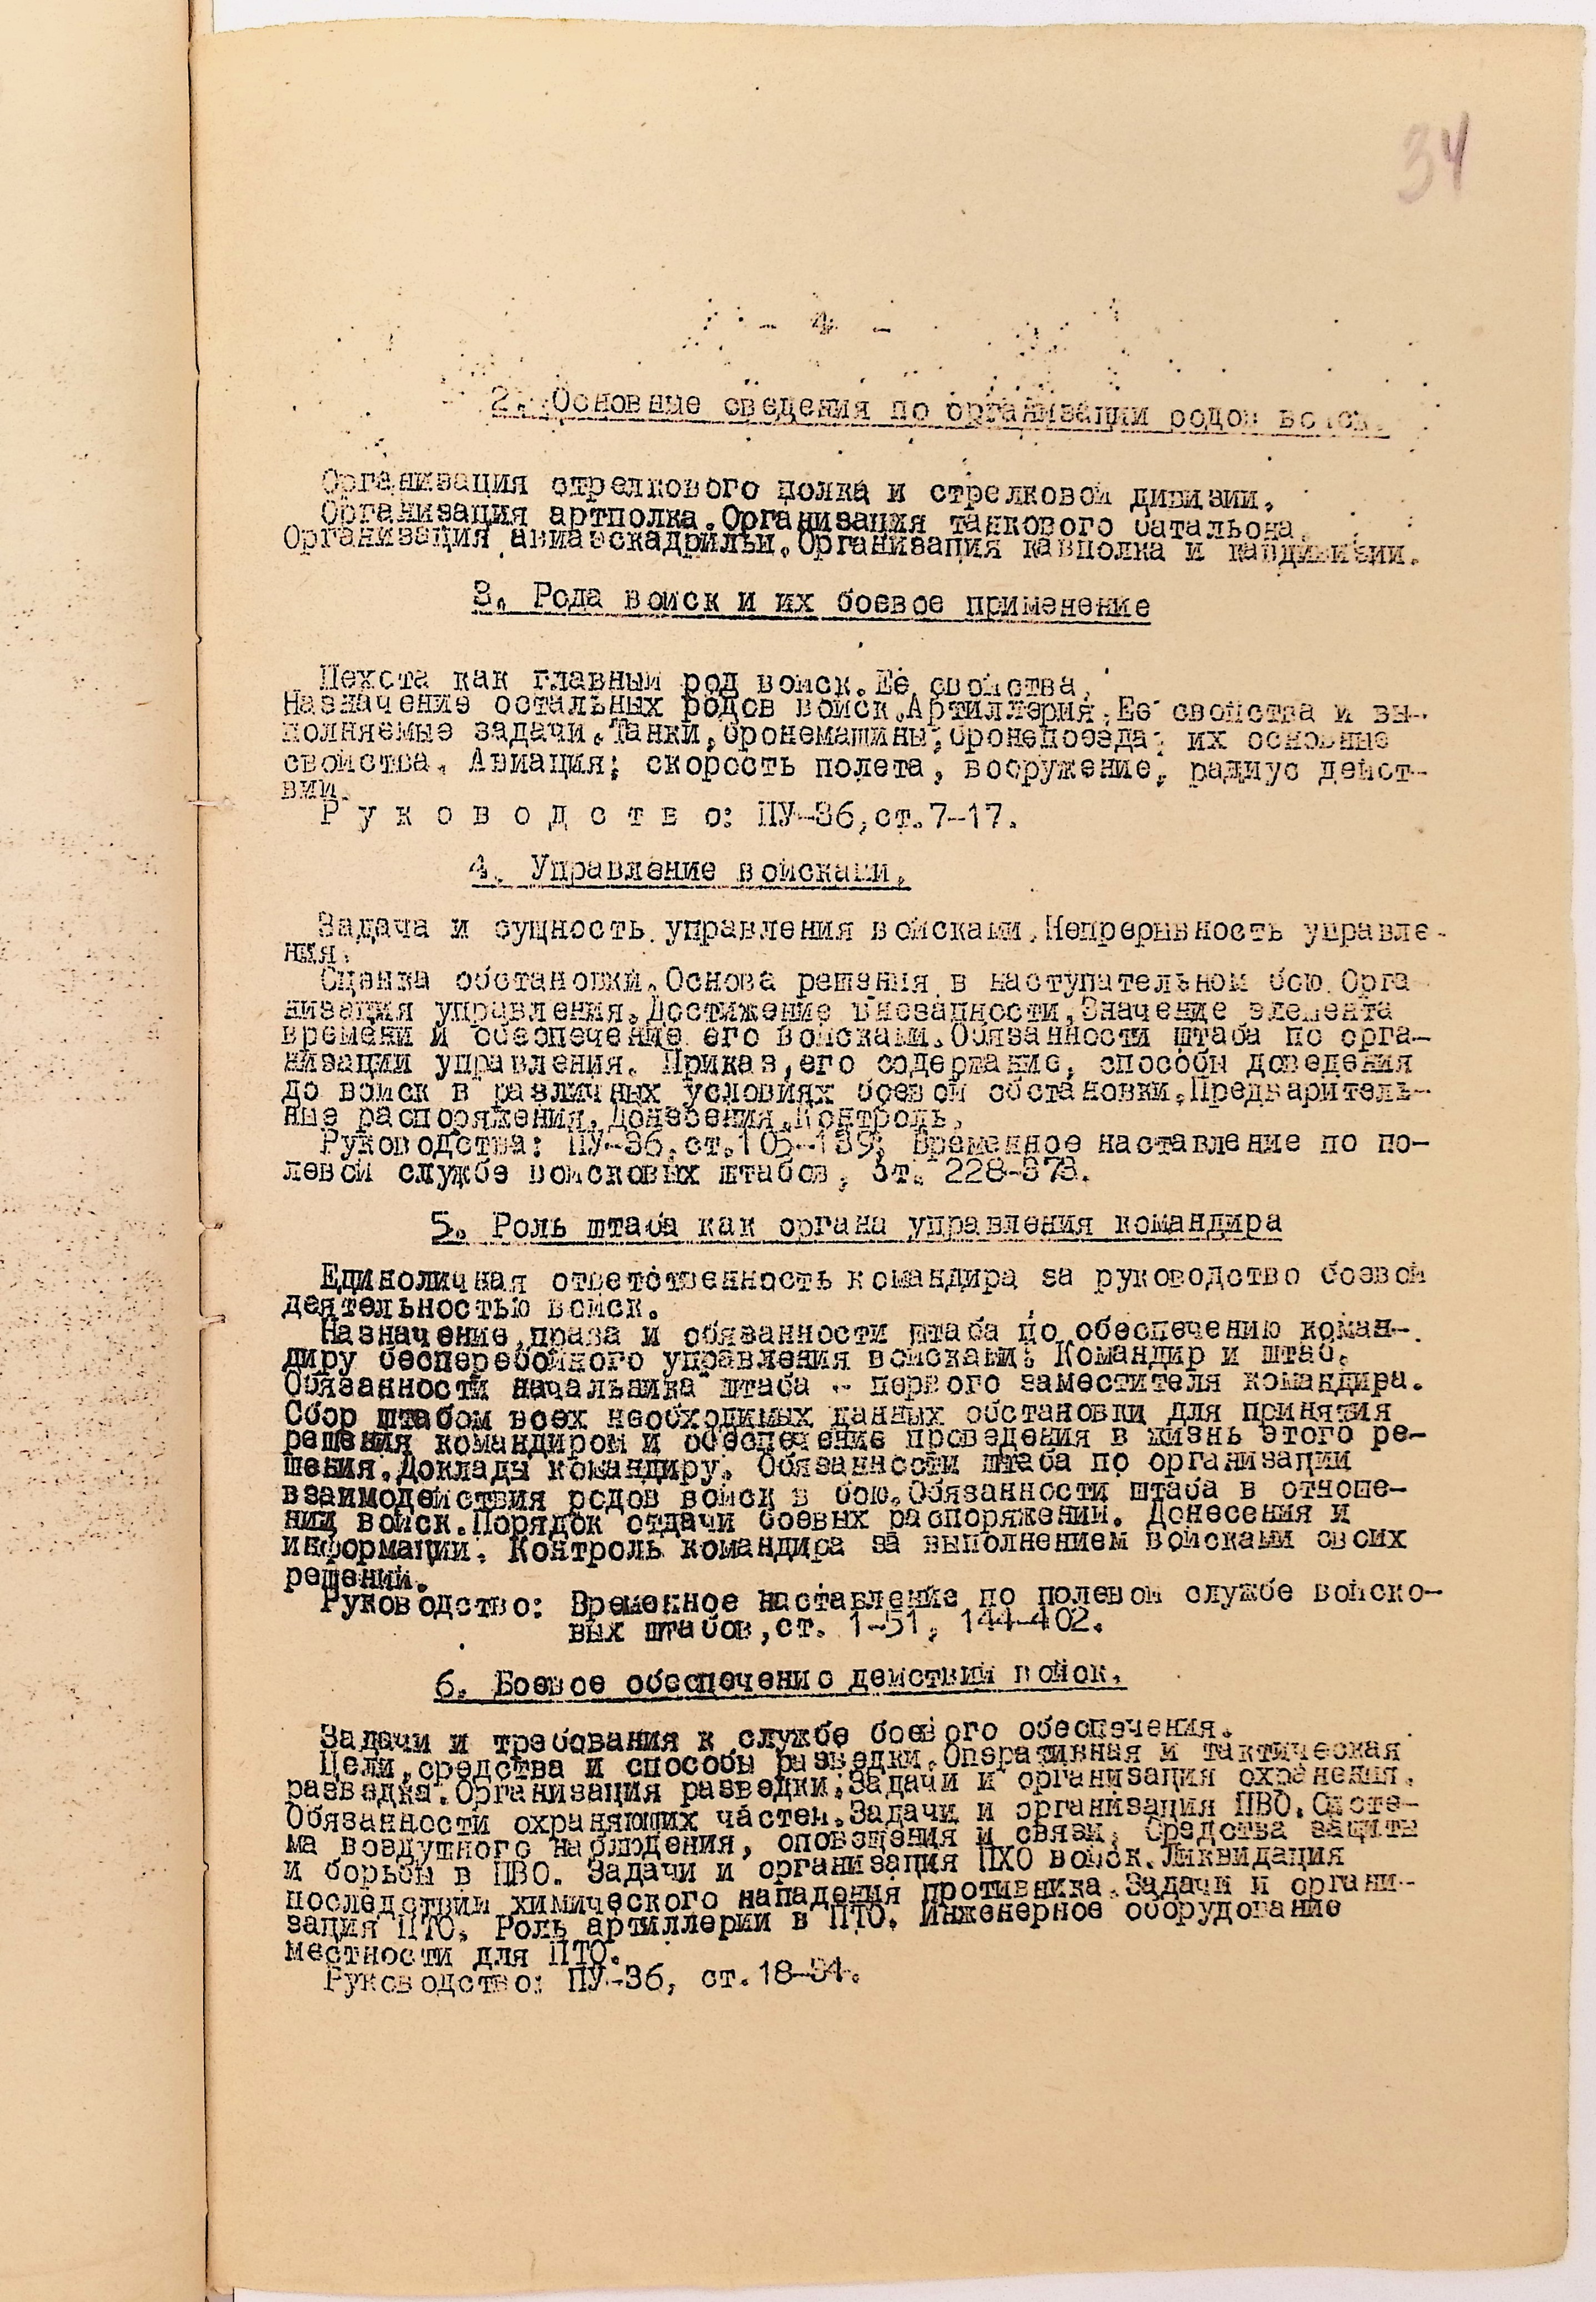 34
- 4 -
2. Основные сведения по организации родов войск.
Организация стрелкового полка и стрелковой дивизии.
Организация артполка. Организация танкового батальона.
Организация авиаэскадрильи. Организация кавполка и кавдивизии.
3. Рода войск и их боевое применение
Пехота как главный род войск. Её свойства.
Назначение остальных родов войск. Артиллерия. Ее свойства и вы-
полняемые задачи. Танки, бронемашины, бронепоезда; их основные
свойства. Авиация; скорость полета, вооружение, радиус дейст-
вий.
Р у к о в о д с т в о: ПУ-36, ст.7-17.
4. Управление войсками.
Задача и сущность управления войсками. Непрерывность управле-
ния.
Оценка обстановки. Основа решения в наступательном бою. Орга-
низация управления. Достижение внезапности. Значение элемента
времени и обеспечение его войсками. Обязанности штаба по орга-
низации управления. Приказ, его содержание, способы доведения
до войск в различных условиях боевой обстановки. Предваритель-
ные распоряжения. Донесения. Контроль.
Руководства: ПУ-36, ст.105-139; Временное наставление по по-
левой службе войсковых штабов, Ст. 228-373.
5. Роль штаба как органа управления командира
Единоличная ответственность командира за руководство боевой
деятельностью войск.
Назначение, права и обязанности штаба по обеспечению коман-
диру бесперебойного управления войсками. Командир и штаб.
Обязанности начальника штаба - первого заместителя командира.
Сбор штабом всех необходимых данных обстановки для принятия
решения командиром и обеспечение проведения в жизнь этого ре-
шения. Доклады командиру. Обязанности штаба по организации
взаимодействия родов войск в бою. Обязанности штаба в отноше-
нии войск. Порядок отдачи боевых распоряжений. Донесения и
информации. Контроль командира за выполнением войсками своих
решений.
Руководство: Временное наставление по полевой службе войско-
вых штабов, ст. 1-51, 144-402.
6. Боевое обеспечение действий войск.
Задачи и требования к службе боевого обеспечения.
Цели, средства и способы разведки. Оперативная и тактическая
разведка. Организация разведки. Задачи и организация охранения.
Обязанности охраняющих частей. Задачи и организация ПВО. Систе-
ма воздушного наблюдения, оповещения и связи. Средства защиты
и борьбы в ПВО. Задачи и организация ПХО войск. Ликвидация
последствий химического нападения противника. Задачи и органи-
зация ПТО. Роль артиллерии в ПТО. Инженерное оборудование
местности для ПТО.
Руководство: ПУ-36, ст.18-54.